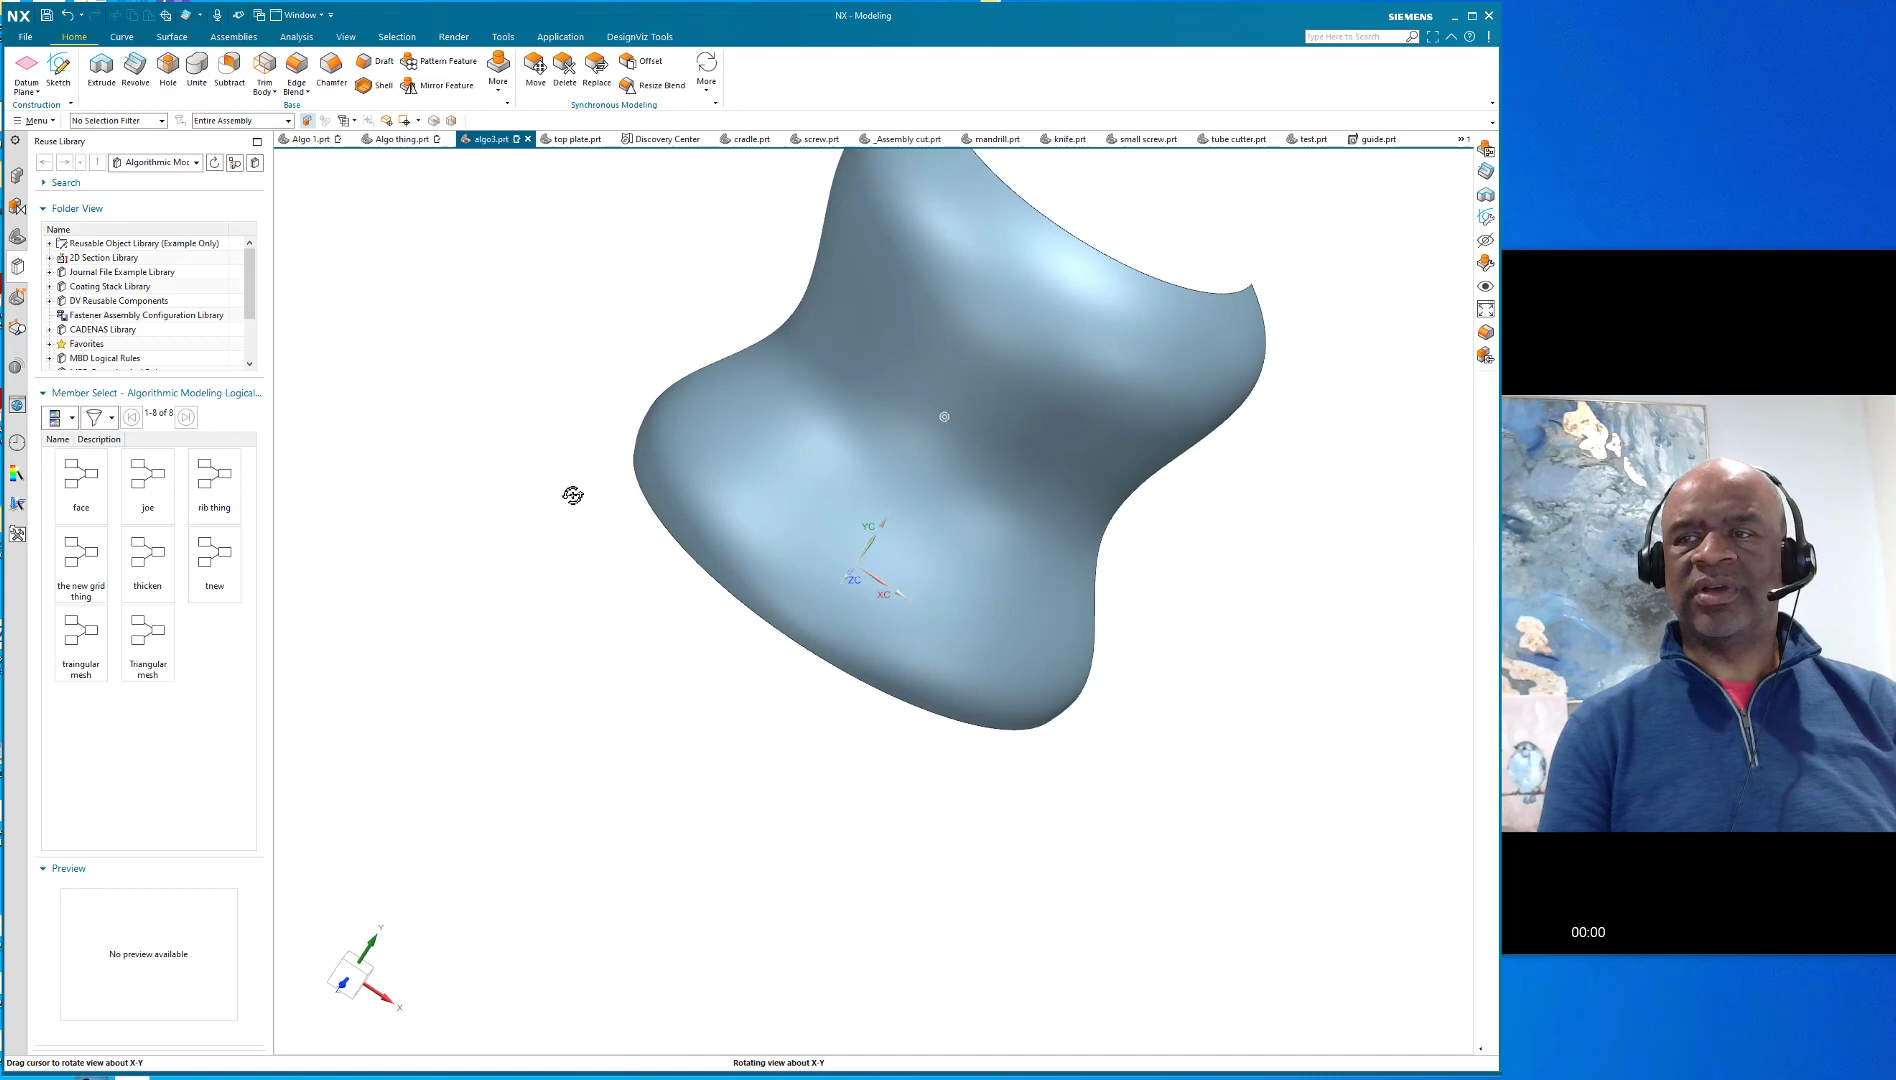 NX
Window
NX - Modeling
SIEMENS
File Home Curve Surface Assemblies Analysis View Selection Render Tools Application DesignViz Tools
Type Here to Search
Datum Plane
Sketch
Extrude
Revolve
Hole
Unite
Subtract
Trim Body
Edge Blend
Chamfer
Draft
Shell
Pattern Feature
Mirror Feature
More
Move
Delete
Replace
Offset
Resize Blend
More
Construction
Base
Synchronous Modeling
Menu
No Selection Filter
Entire Assembly
Reuse Library
Algo 1.prt
Algo thing.prt
algo3.prt
top plate.prt
Discovery Center
cradle.prt
screw.prt
_Assembly cut.prt
mandrill.prt
knife.prt
small screw.prt
tube cutter.prt
test.prt
guide.prt
1
Algorithmic Moc
Search
Folder View
Name
Reusable Object Library (Example Only)
2D Section Library
Journal File Example Library
Coating Stack Library
DV Reusable Components
Fastener Assembly Configuration Library
CADENAS Library
Favorites
MBD Logical Rules
Member Select - Algorithmic Modeling Logical...
1-8 of 8
Name Description
face
joe
rib thing
the new grid thing
thicken
tnew
traingular mesh
Triangular mesh
Preview
No preview available
YC
ZC
XC
Y
Z
X
00:00
Drag cursor to rotate view about X-Y
Rotating view about X-Y